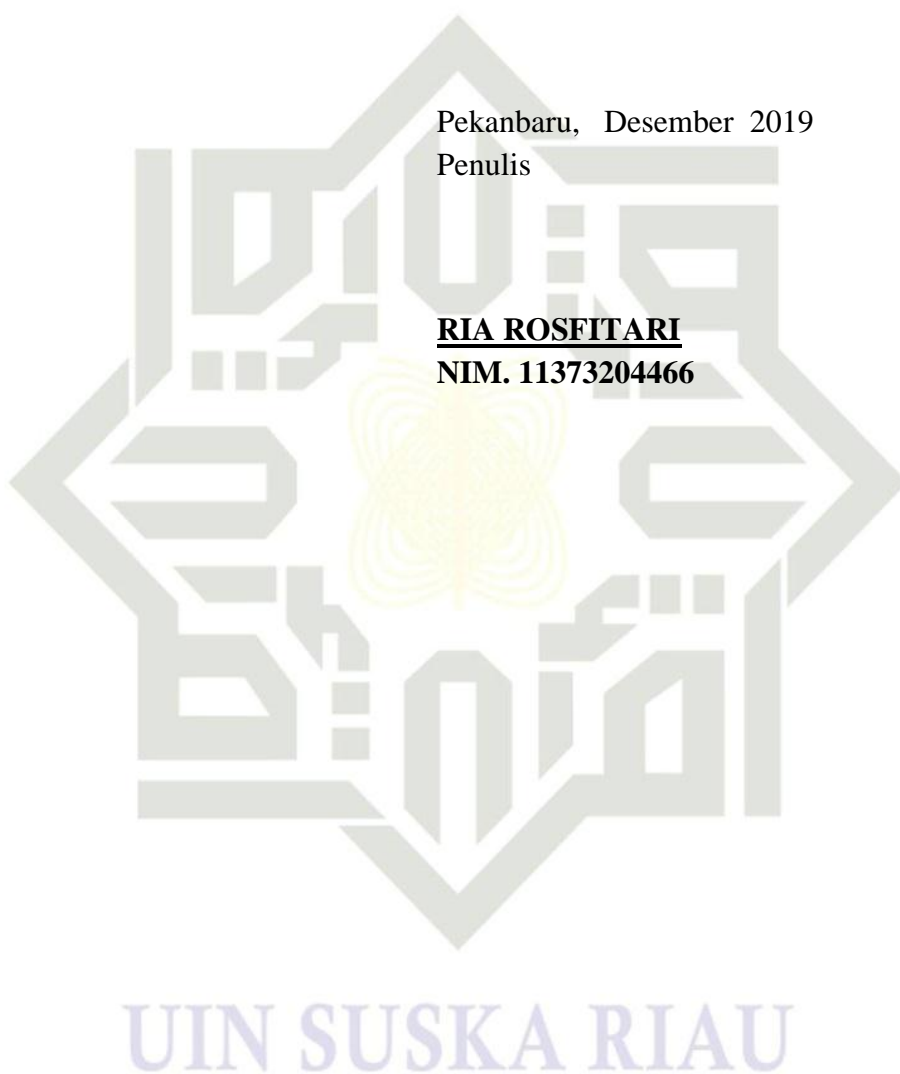 Pekanbaru, Desember 2019
Penulis
RIA ROSFITARI
NIM. 11373204466
UIN SUSKA RIAU